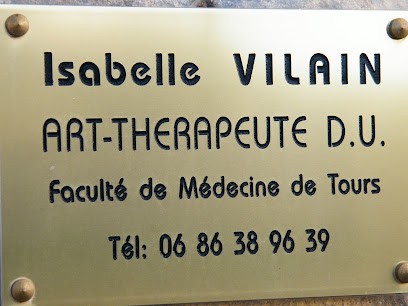 Isabelle VILAIN
ART-THERAPEUTE D.U.
Faculté de Médecine de Tours
Tél: 06 86 38 96 39